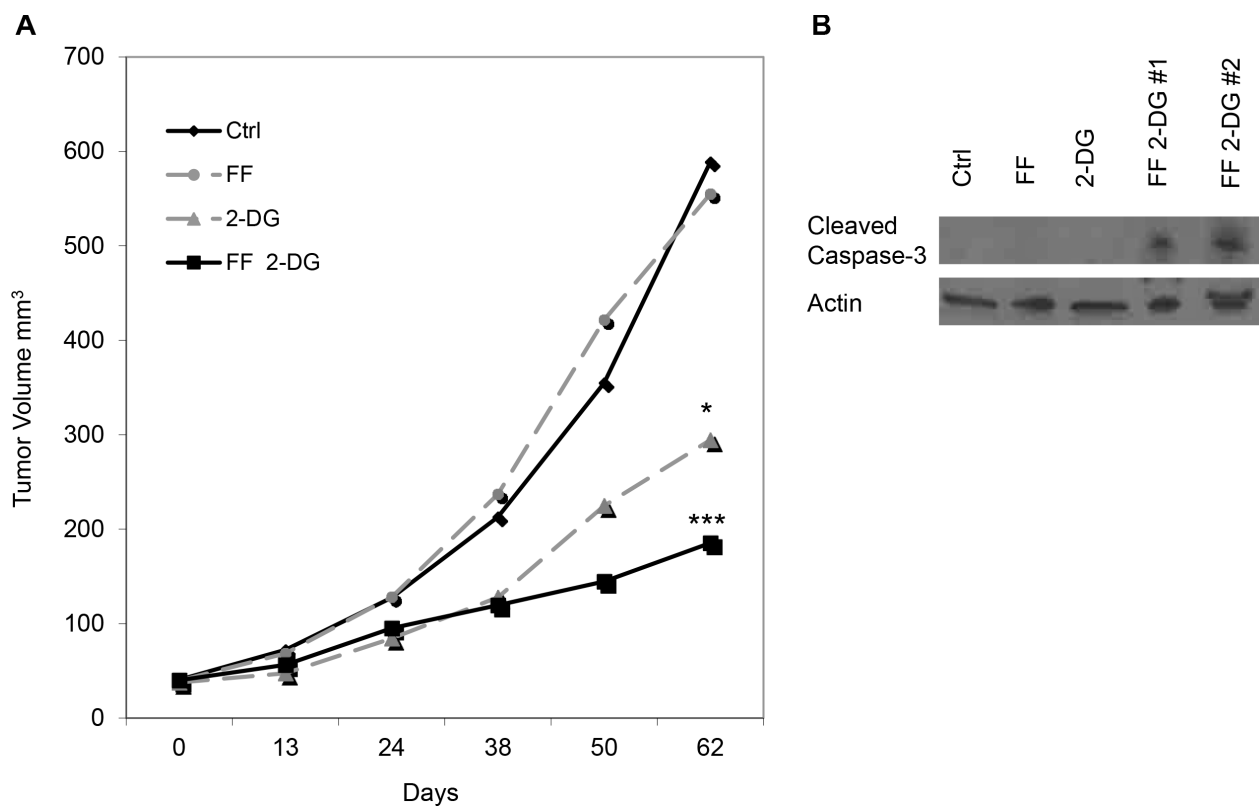 A
700
600
500
400
300
200
100
0
Tumor Volume mm³
Ctrl
FF
2-DG
FF 2-DG
*
***
0 13 24 38 50 62
Days
B
Ctrl
FF
2-DG
FF 2-DG #1
FF 2-DG #2
Cleaved
Caspase-3
Actin